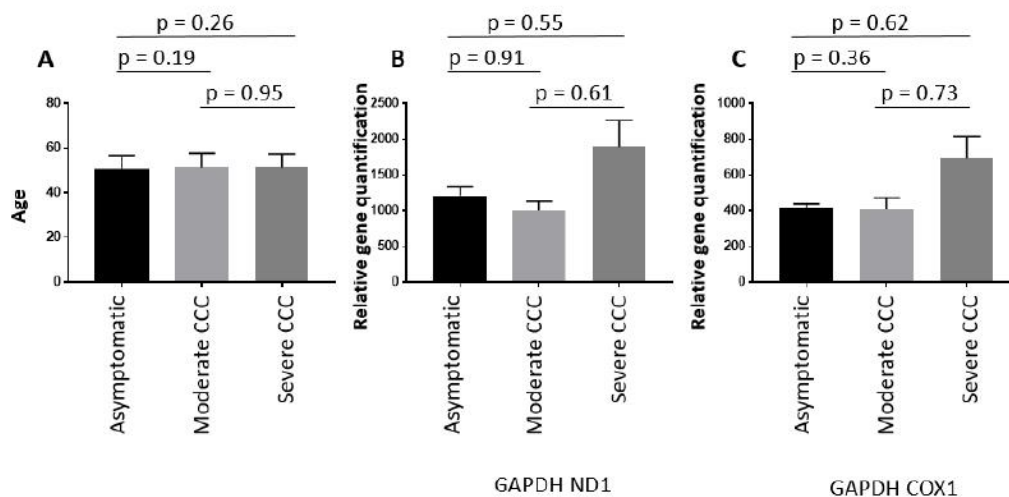 p = 0.26
A
p = 0.19
p = 0.95
80
60
40
20
0
Age
Asymptomatic
Moderate CCC
Severe CCC
p = 0.55
B
p = 0.91
p = 0.61
2500
2000
1500
1000
500
0
Relative gene quantification
Asymptomatic
Moderate CCC
Severe CCC
GAPDH ND1
p = 0.62
C
p = 0.36
p = 0.73
1000
800
600
400
200
0
Relative gene quantification
Asymptomatic
Moderate CCC
Severe CCC
GAPDH COX1